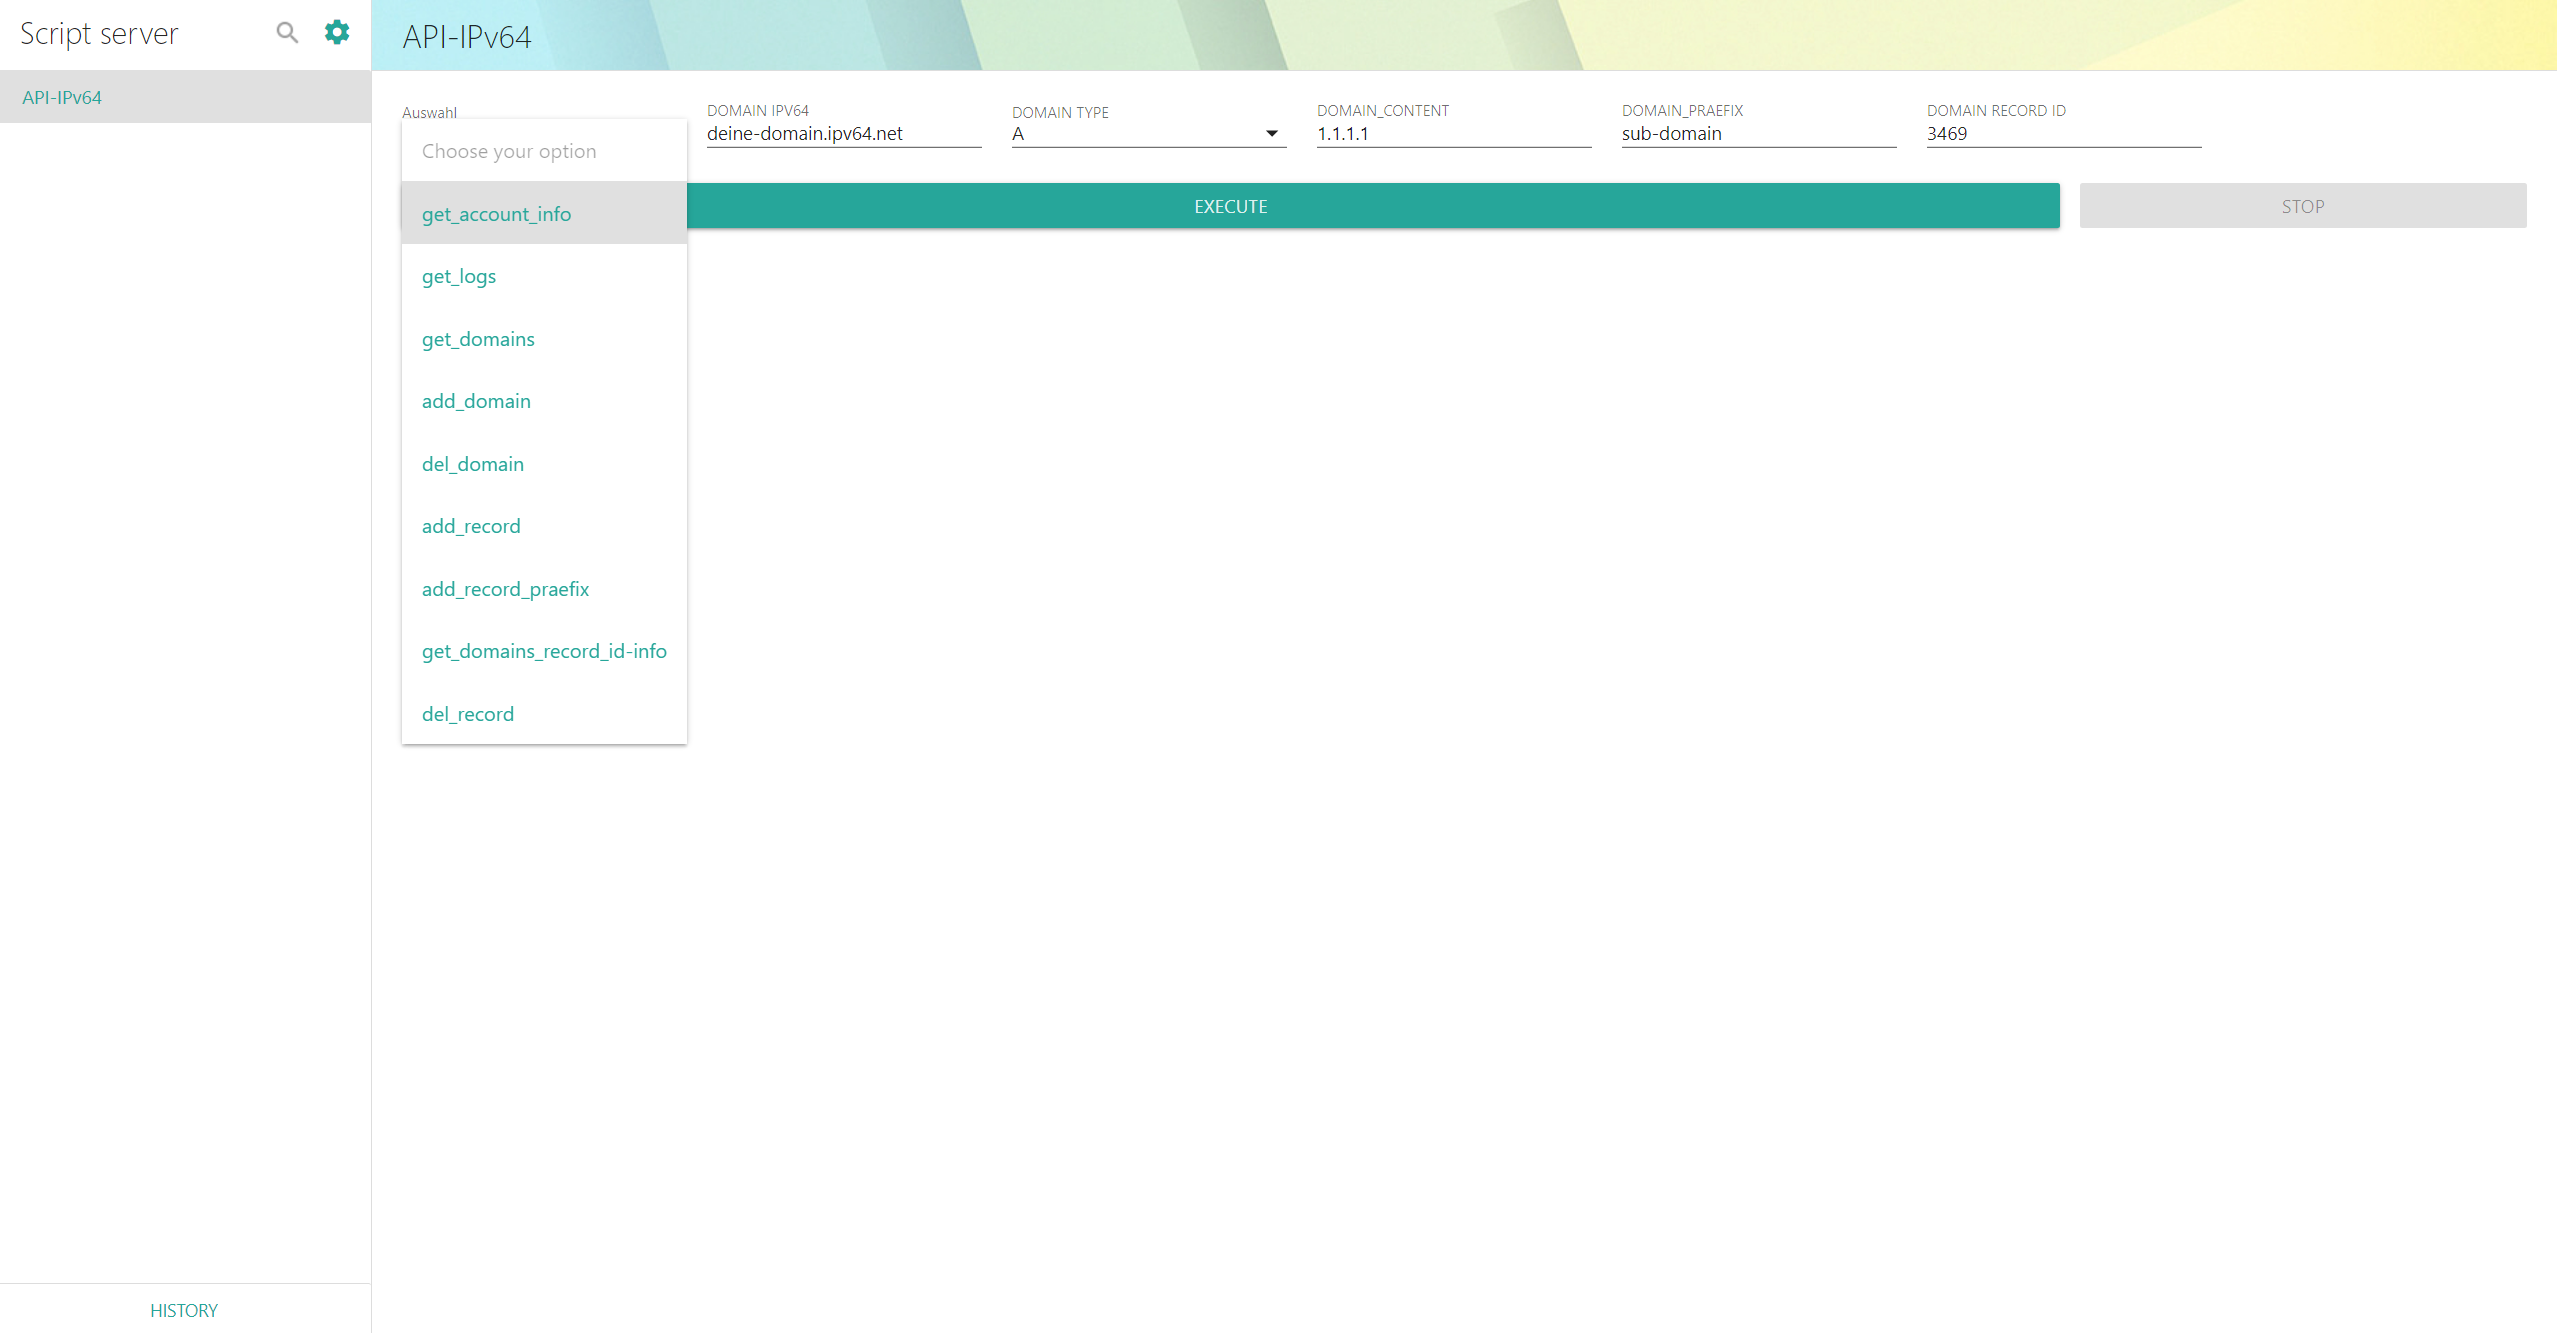 Script server
API-IPv64
API-IPv64
Auswahl
DOMAIN IPV64
deine-domain.ipv64.net
DOMAIN TYPE
A
DOMAIN_CONTENT
1.1.1.1
DOMAIN_PRAEFIX
sub-domain
DOMAIN RECORD ID
3469
Choose your option
get_account_info
get_logs
get_domains
add_domain
del_domain
add_record
add_record_praefix
get_domains_record_id-info
del_record
EXECUTE
STOP
HISTORY